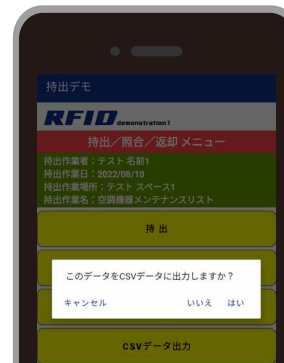 持出デモ
RFID demonstration1
持出／照合／返却 メニュー
持出作業者：テスト 名前1
持出作業日：2022/08/10
持出作業場所：テスト スペース1
持出作業名：空調機器メンテナンスリスト
持 出
このデータをCSVデータに出力しますか？
キャンセル いいえ はい
CSVデータ出力